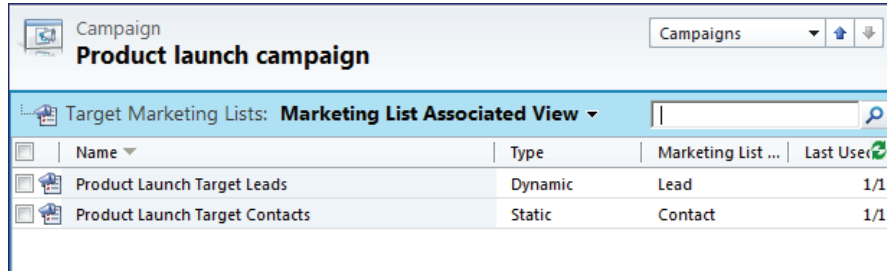 Campaign
Product launch campaign
Campaigns
Target Marketing Lists: Marketing List Associated View
Name Type Marketing List ... Last Used
Product Launch Target Leads Dynamic Lead 1/1
Product Launch Target Contacts Static Contact 1/1